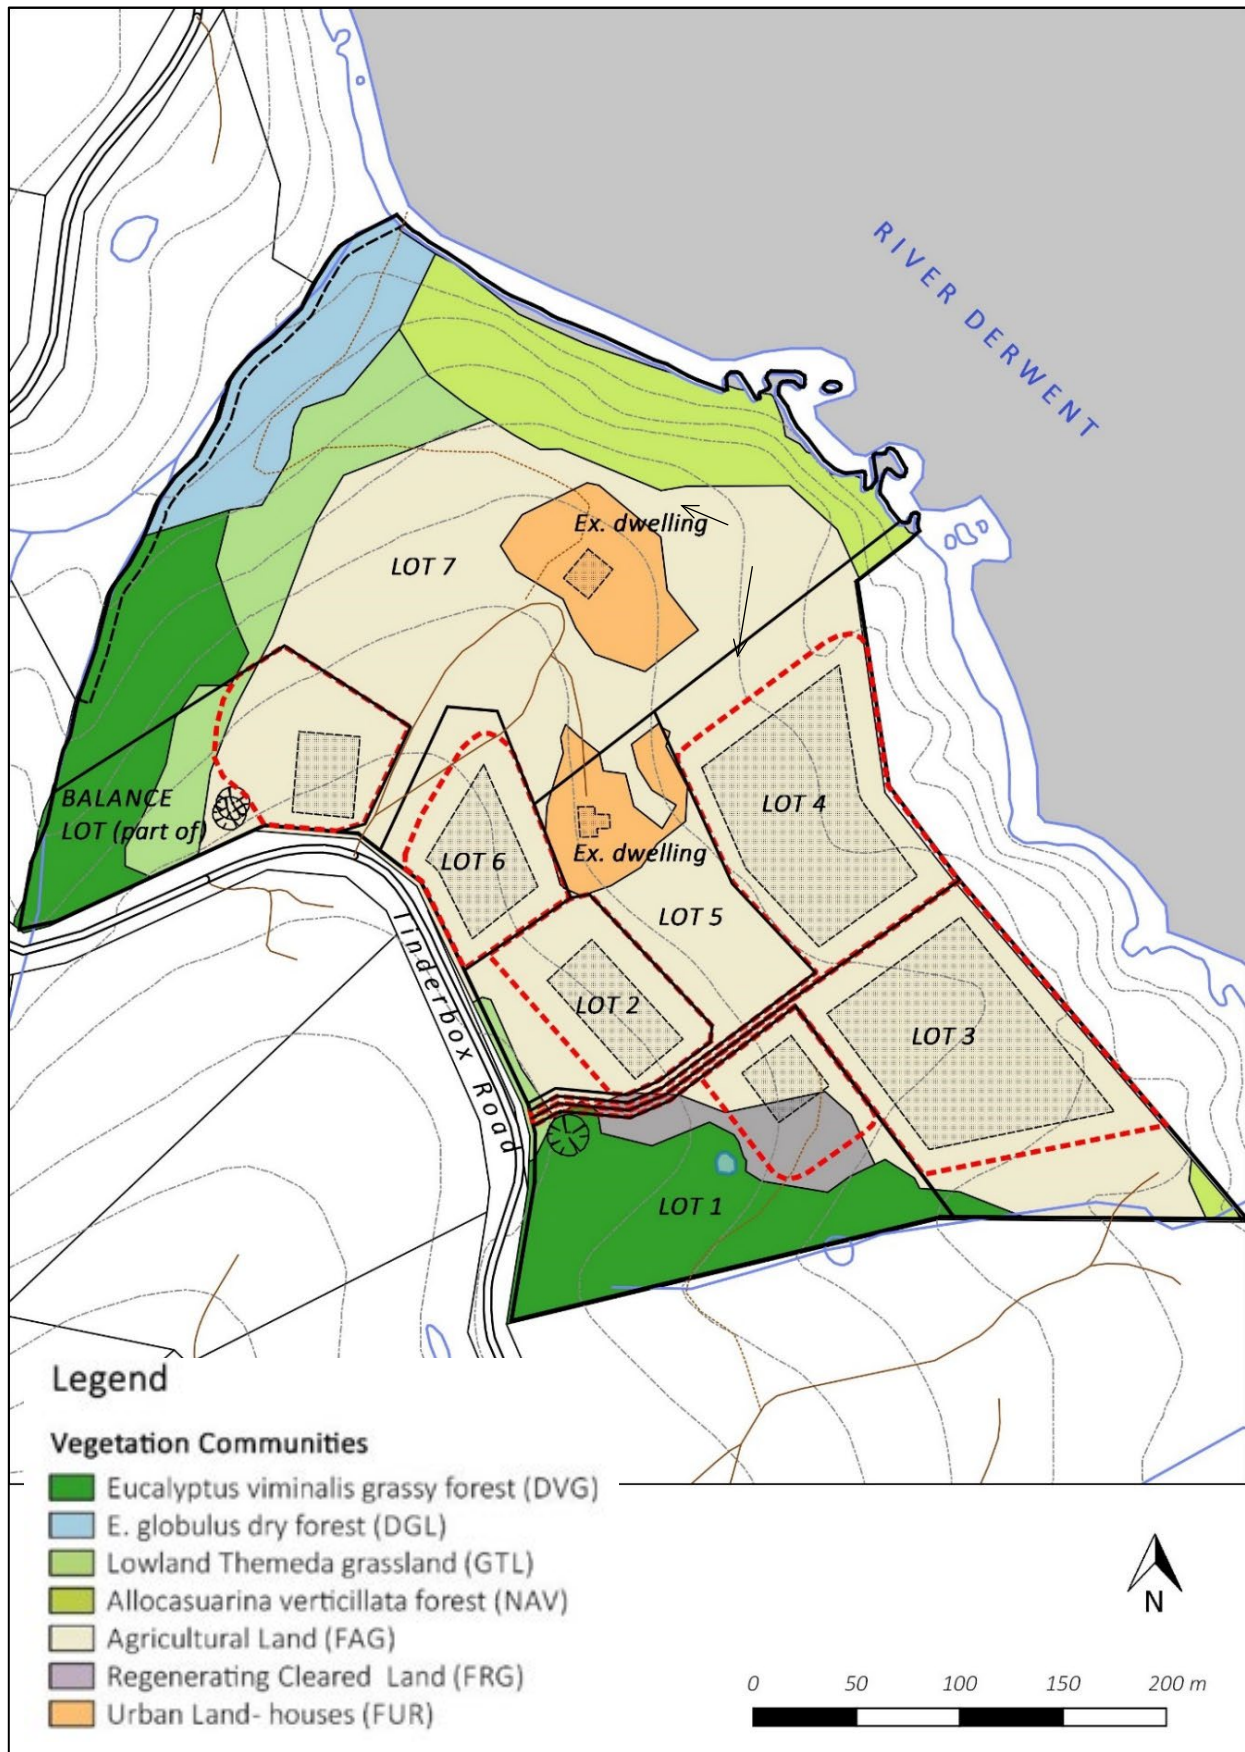 RIVER DERWENT
Ex. dwelling
LOT 7
BALANCE
LOT (part of)
LOT 4
LOT 6
Ex. dwelling
LOT 5
Tinderbox Road
LOT 2
LOT 3
LOT 1
Legend
Vegetation Communities
Eucalyptus viminalis grassy forest (DVG)
E. globulus dry forest (DGL)
Lowland Themeda grassland (GTL)
Allocasuarina verticillata forest (NAV)
Agricultural Land (FAG)
Regenerating Cleared Land (FRG)
Urban Land- houses (FUR)
N
0 50 100 150 200 m